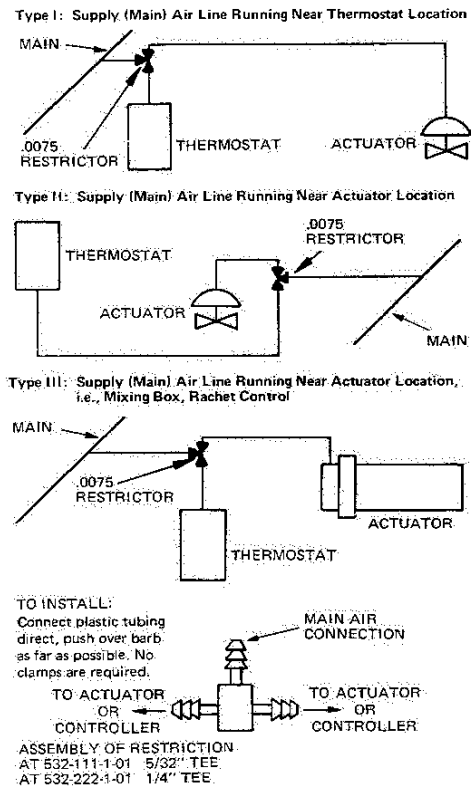 Type I: Supply (Main) Air Line Running Near Thermostat Location
MAIN
.0075
RESTRICTOR
THERMOSTAT
ACTUATOR
Type II: Supply (Main) Air Line Running Near Actuator Location
.0075
RESTRICTOR
THERMOSTAT
ACTUATOR
MAIN
Type III: Supply (Main) Air Line Running Near Actuator Location,
i.e., Mixing Box, Rachet Control
MAIN
.0075
RESTRICTOR
ACTUATOR
THERMOSTAT
TO INSTALL:
Connect plastic tubing
direct, push over barb
as far as possible. No
clamps are required.
MAIN AIR
CONNECTION
TO ACTUATOR
OR
CONTROLLER
TO ACTUATOR
OR
CONTROLLER
ASSEMBLY OF RESTRICTION
AT 532-111-1-01 5/32" TEE
AT 532-222-1-01 1/4" TEE